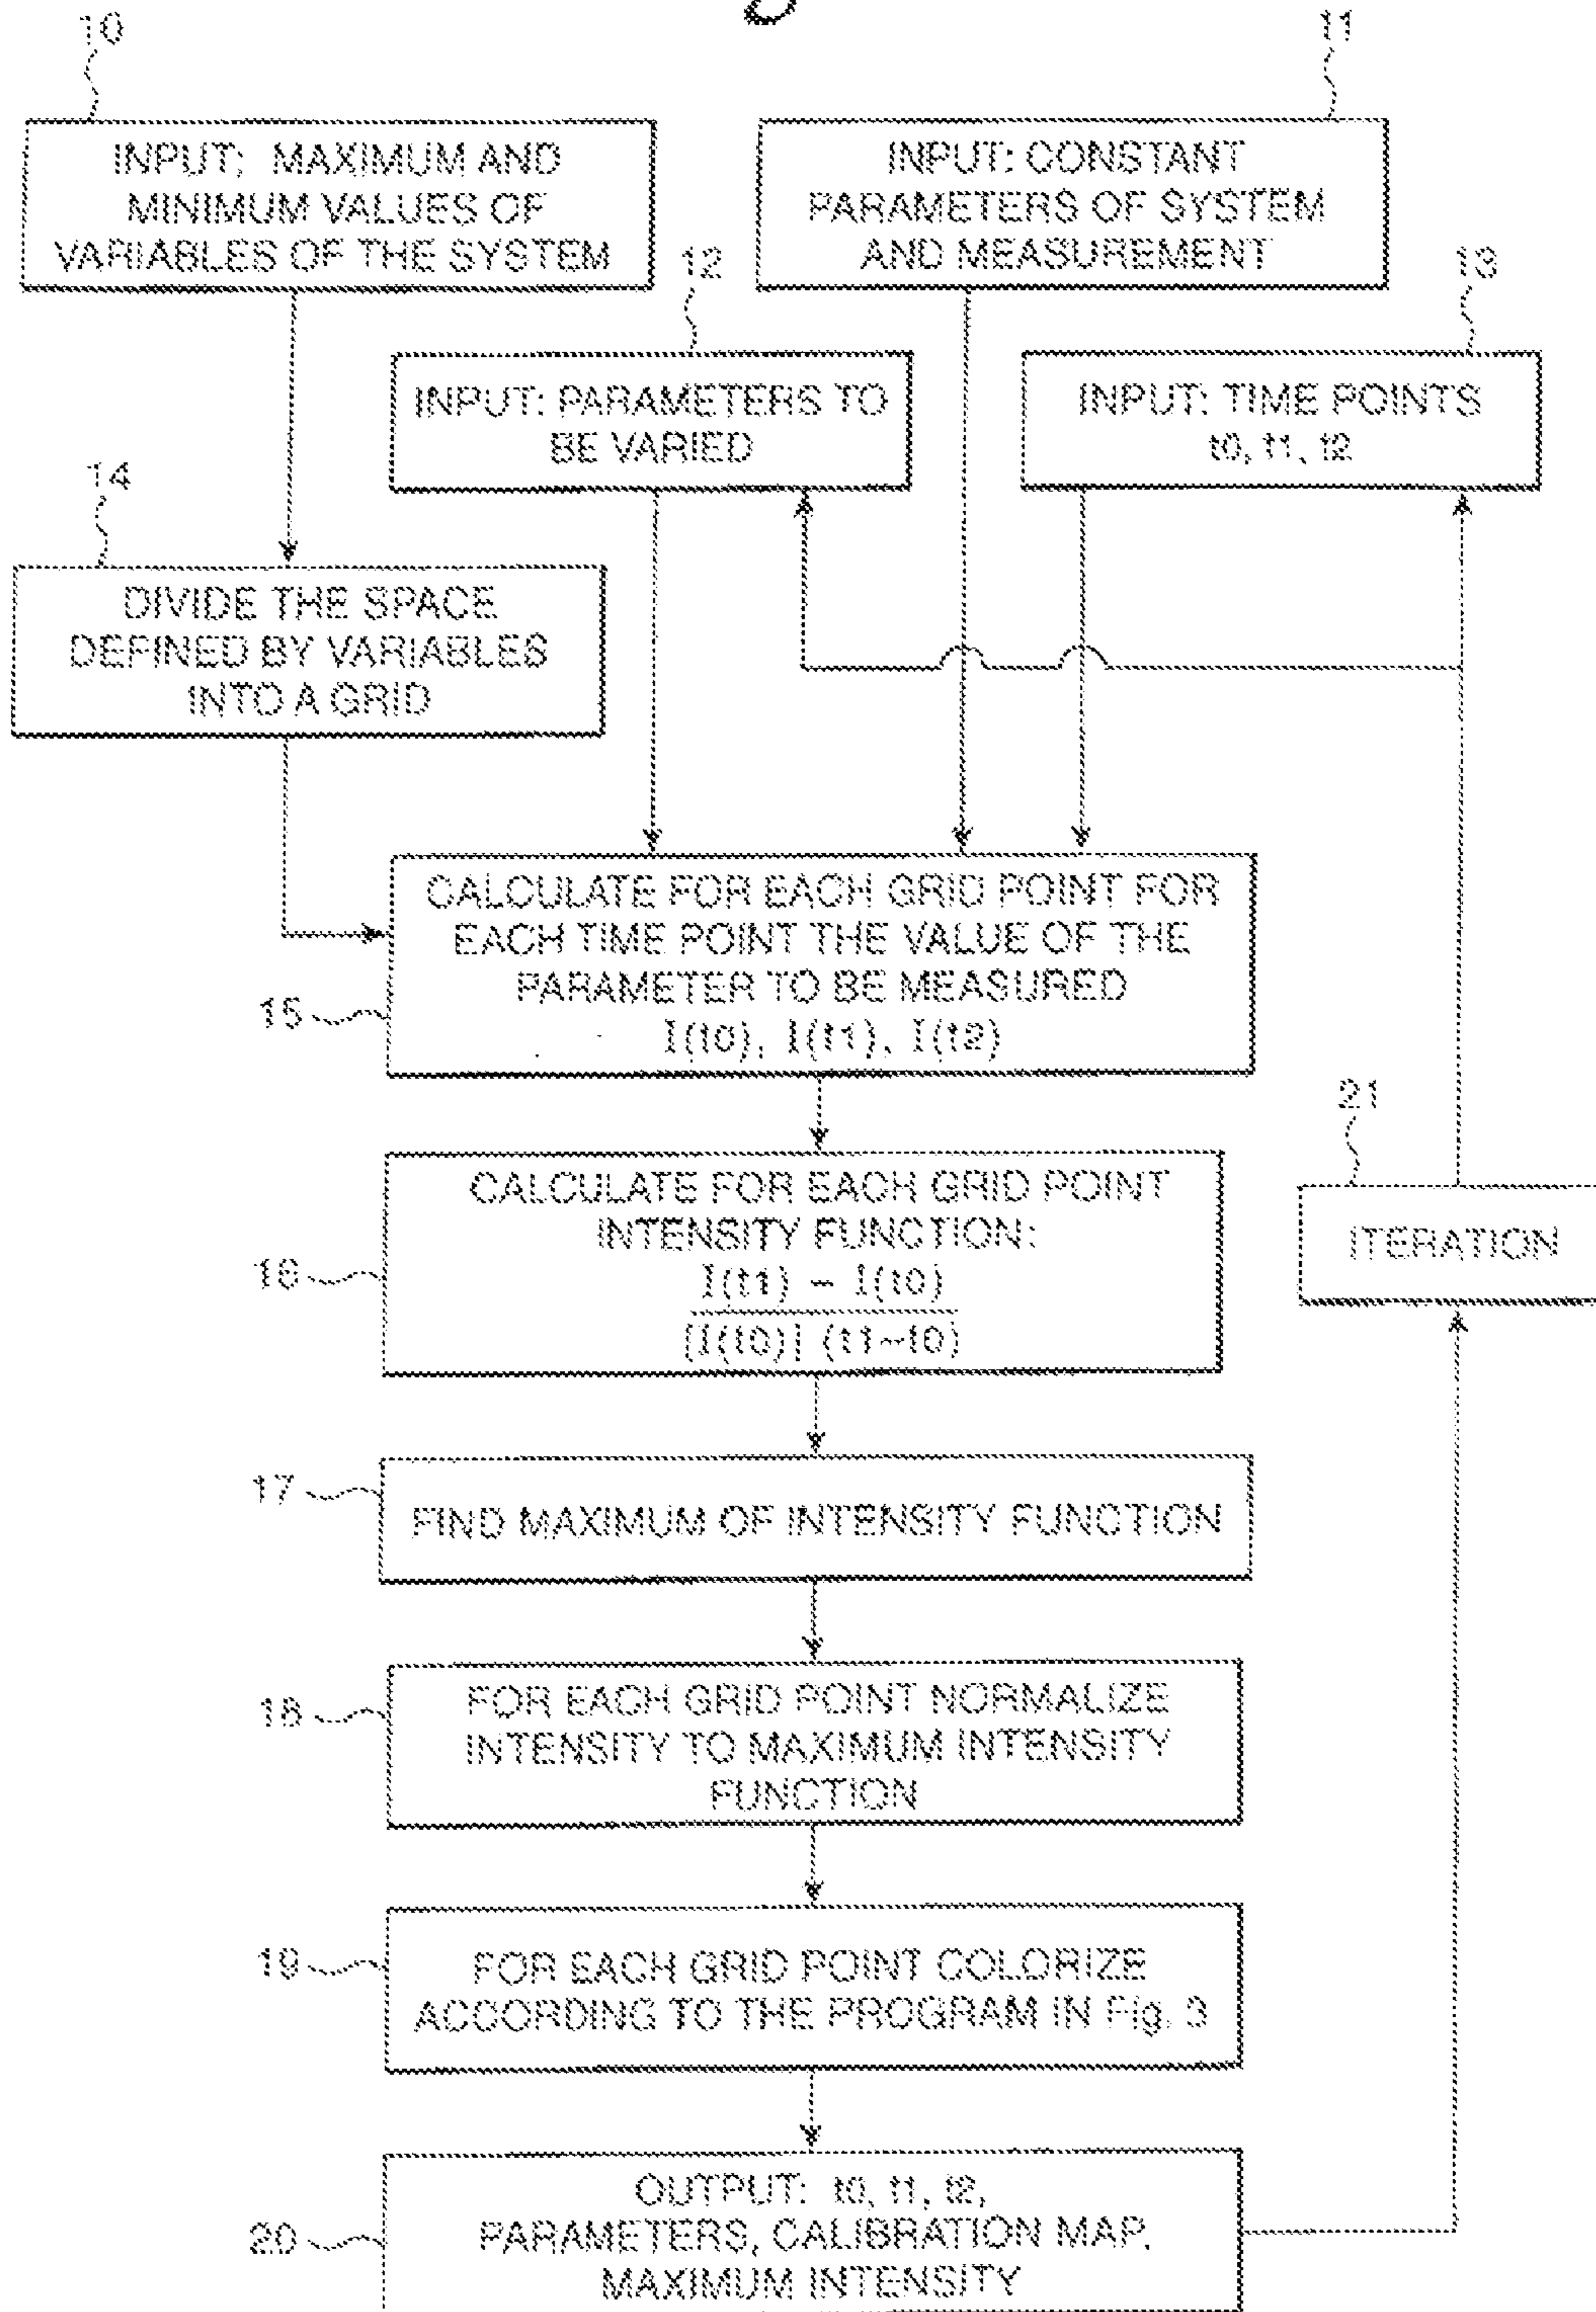 10
11
INPUT: MAXIMUM AND
MINIMUM VALUES OF
VARIABLES OF THE SYSTEM
INPUT: CONSTANT
PARAMETERS OF SYSTEM
AND MEASUREMENT
12
13
INPUT: PARAMETERS TO
BE VARIED
INPUT: TIME POINTS
t0, t1, t2
14
DIVIDE THE SPACE
DEFINED BY VARIABLES
INTO A GRID
CALCULATE FOR EACH GRID POINT FOR
EACH TIME POINT THE VALUE OF THE
PARAMETER TO BE MEASURED
I(t0), I(t1), I(t2)
15
21
CALCULATE FOR EACH GRID POINT
INTENSITY FUNCTION:
I(t1) - I(t0)
[I(t0)] (t1-t0)
16
ITERATION
17
FIND MAXIMUM OF INTENSITY FUNCTION
18
FOR EACH GRID POINT NORMALIZE
INTENSITY TO MAXIMUM INTENSITY
FUNCTION
19
FOR EACH GRID POINT COLORIZE
ACCORDING TO THE PROGRAM IN Fig. 3
20
OUTPUT: t0, t1, t2,
PARAMETERS, CALIBRATION MAP,
MAXIMUM INTENSITY